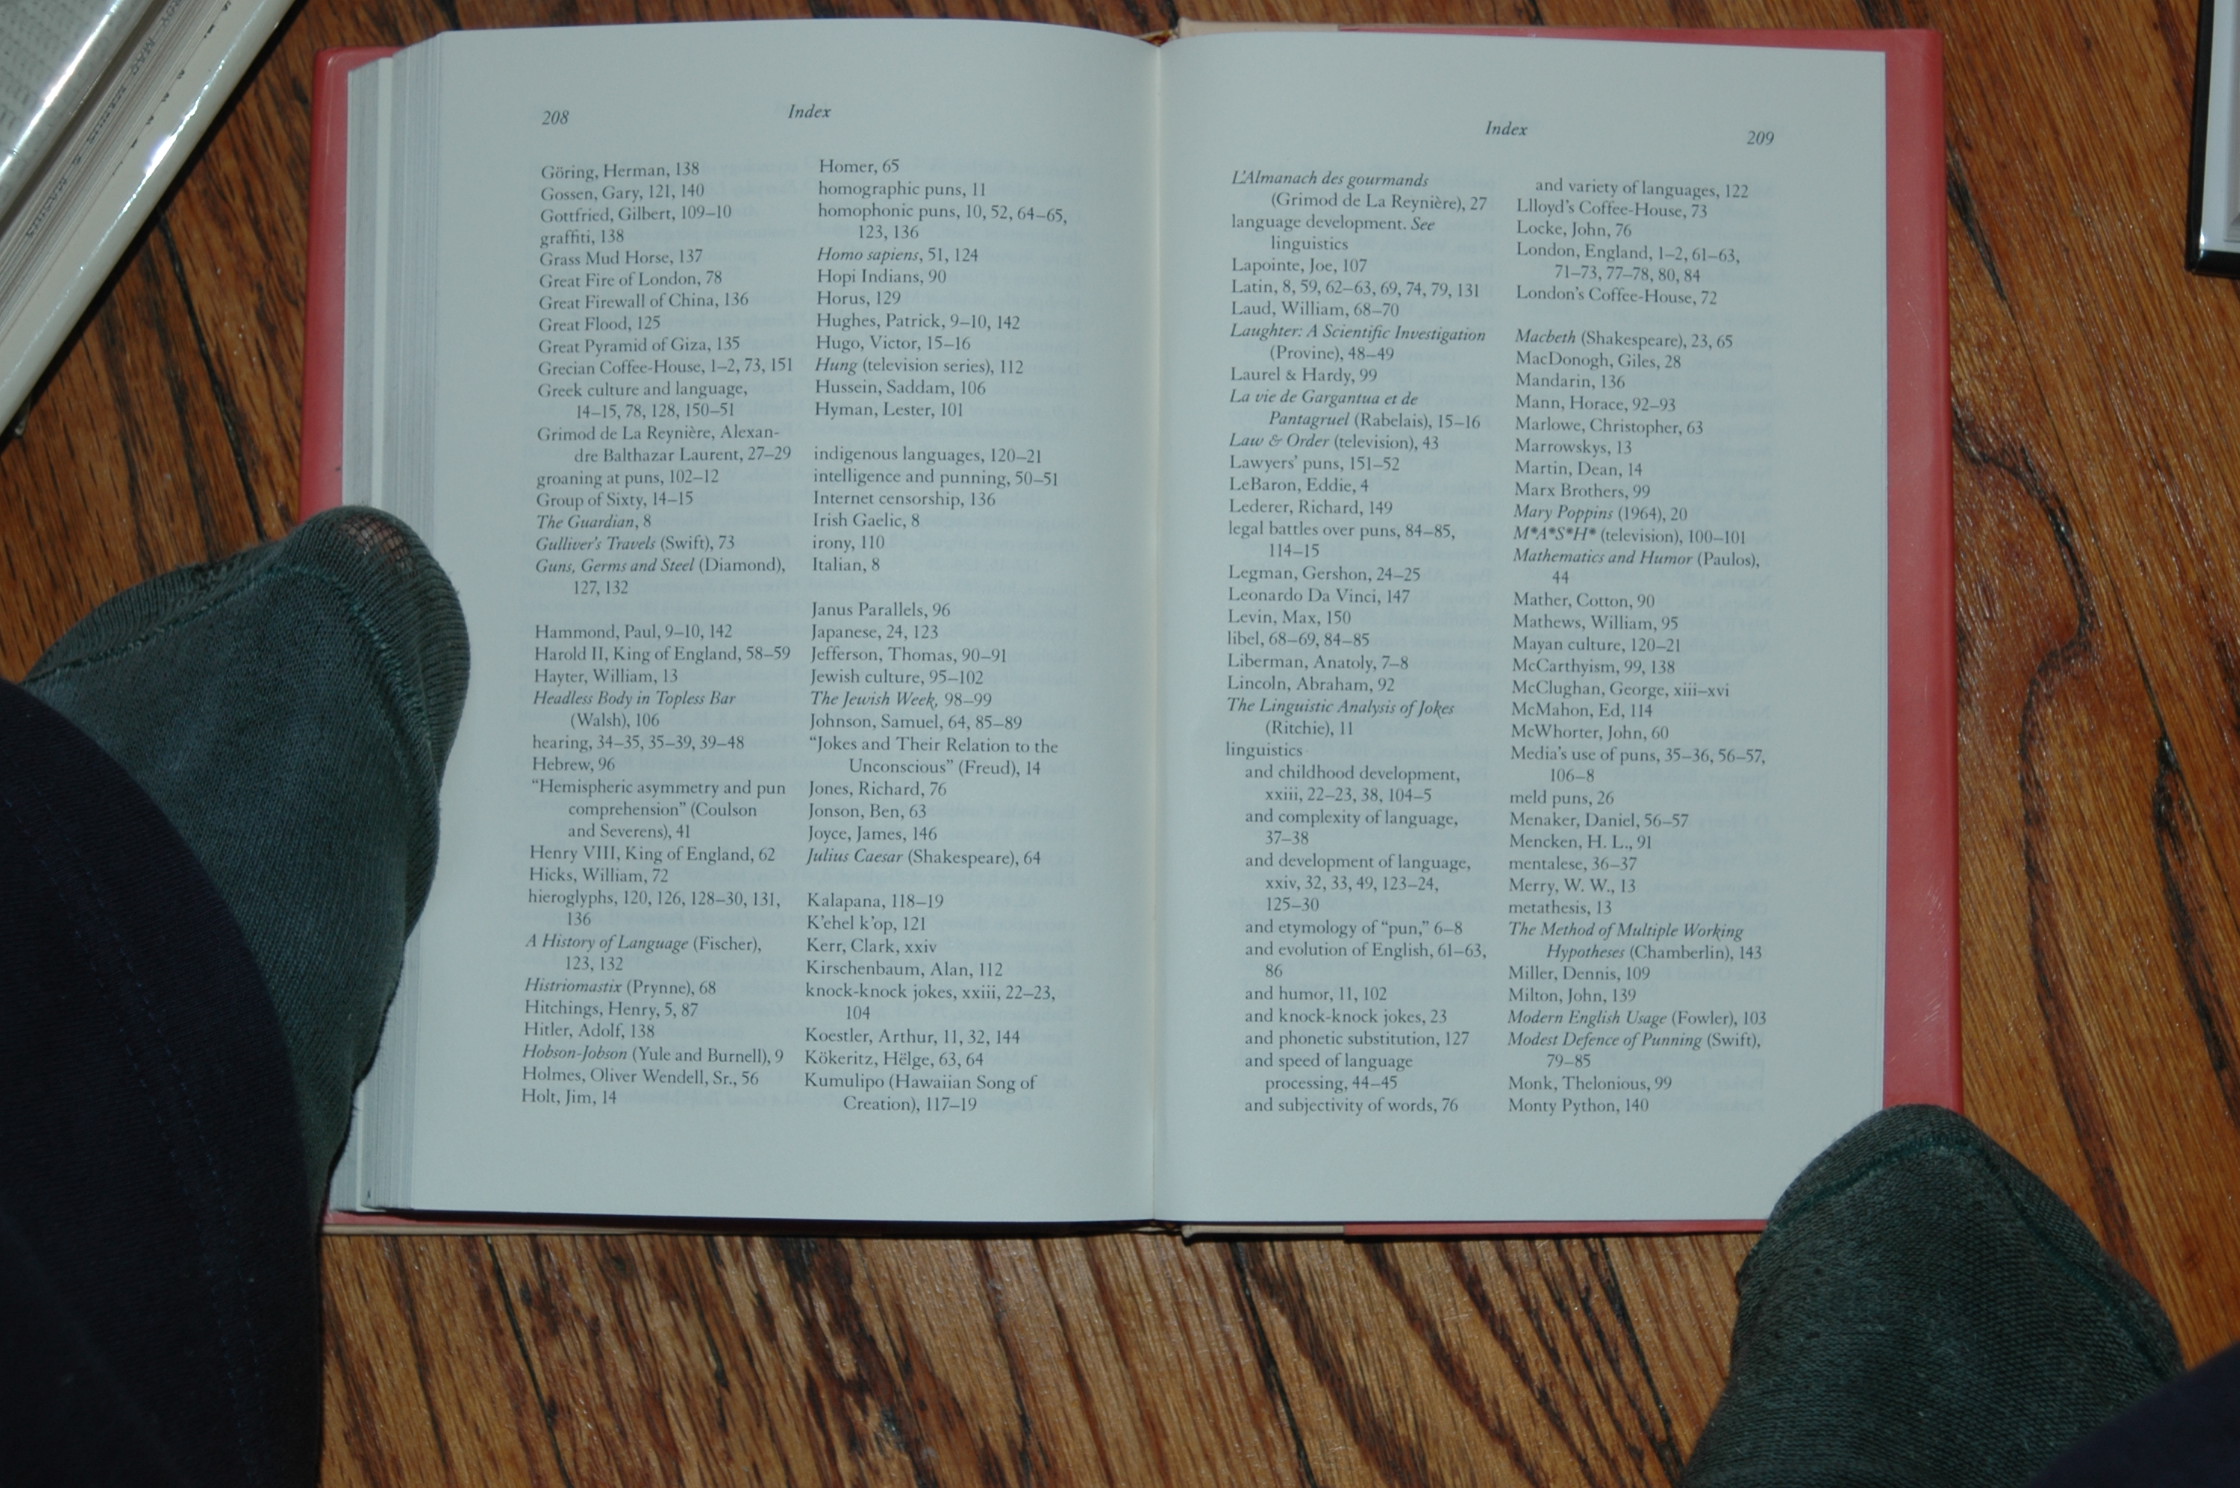 208
Index
Göring, Herman, 138
Gossen, Gary, 121, 140
Gottfried, Gilbert, 109–10
graffiti, 138
Grass Mud Horse, 137
Great Fire of London, 78
Great Firewall of China, 136
Great Flood, 125
Great Pyramid of Giza, 135
Grecian Coffee-House, 1–2, 73, 151
Greek culture and language,
14–15, 78, 128, 150–51
Grimod de La Reynière, Alexan-
dre Balthazar Laurent, 27–29
groaning at puns, 102–12
Group of Sixty, 14–15
The Guardian, 8
Gulliver's Travels (Swift), 73
Guns, Germs and Steel (Diamond),
127, 132
Hammond, Paul, 9–10, 142
Harold II, King of England, 58–59
Hayter, William, 13
Headless Body in Topless Bar
(Walsh), 106
hearing, 34–35, 35–39, 39–48
Hebrew, 96
“Hemispheric asymmetry and pun
comprehension” (Coulson
and Severens), 41
Henry VIII, King of England, 62
Hicks, William, 72
hieroglyphs, 120, 126, 128–30, 131,
136
A History of Language (Fischer),
123, 132
Histriomastix (Prynne), 68
Hitchings, Henry, 5, 87
Hitler, Adolf, 138
Hobson-Jobson (Yule and Burnell), 9
Holmes, Oliver Wendell, Sr., 56
Holt, Jim, 14
Homer, 65
homographic puns, 11
homophonic puns, 10, 52, 64–65,
123, 136
Homo sapiens, 51, 124
Hopi Indians, 90
Horus, 129
Hughes, Patrick, 9–10, 142
Hugo, Victor, 15–16
Hung (television series), 112
Hussein, Saddam, 106
Hyman, Lester, 101
indigenous languages, 120–21
intelligence and punning, 50–51
Internet censorship, 136
Irish Gaelic, 8
irony, 110
Italian, 8
Janus Parallels, 96
Japanese, 24, 123
Jefferson, Thomas, 90–91
Jewish culture, 95–102
The Jewish Week, 98–99
Johnson, Samuel, 64, 85–89
“Jokes and Their Relation to the
Unconscious” (Freud), 14
Jones, Richard, 76
Jonson, Ben, 63
Joyce, James, 146
Julius Caesar (Shakespeare), 64
Kalapana, 118–19
K'ehel k'op, 121
Kerr, Clark, xxiv
Kirschenbaum, Alan, 112
knock-knock jokes, xxiii, 22–23,
104
Koestler, Arthur, 11, 32, 144
Kökeritz, Hëlge, 63, 64
Kumulipo (Hawaiian Song of
Creation), 117–19
Index
209
L'Almanach des gourmands
(Grimod de La Reynière), 27
language development. See
linguistics
Lapointe, Joe, 107
Latin, 8, 59, 62–63, 69, 74, 79, 131
Laud, William, 68–70
Laughter: A Scientific Investigation
(Provine), 48–49
Laurel & Hardy, 99
La vie de Gargantua et de
Pantagruel (Rabelais), 15–16
Law & Order (television), 43
Lawyers' puns, 151–52
LeBaron, Eddie, 4
Lederer, Richard, 149
legal battles over puns, 84–85,
114–15
Legman, Gershon, 24–25
Leonardo Da Vinci, 147
Levin, Max, 150
libel, 68–69, 84–85
Liberman, Anatoly, 7–8
Lincoln, Abraham, 92
The Linguistic Analysis of Jokes
(Ritchie), 11
linguistics
and childhood development,
xxiii, 22–23, 38, 104–5
and complexity of language,
37–38
and development of language,
xxiv, 32, 33, 49, 123–24,
125–30
and etymology of “pun,” 6–8
and evolution of English, 61–63,
86
and humor, 11, 102
and knock-knock jokes, 23
and phonetic substitution, 127
and speed of language
processing, 44–45
and subjectivity of words, 76
and variety of languages, 122
Llloyd's Coffee-House, 73
Locke, John, 76
London, England, 1–2, 61–63,
71–73, 77–78, 80, 84
London's Coffee-House, 72
Macbeth (Shakespeare), 23, 65
MacDonogh, Giles, 28
Mandarin, 136
Mann, Horace, 92–93
Marlowe, Christopher, 63
Marrowskys, 13
Martin, Dean, 14
Marx Brothers, 99
Mary Poppins (1964), 20
M*A*S*H* (television), 100–101
Mathematics and Humor (Paulos),
44
Mather, Cotton, 90
Mathews, William, 95
Mayan culture, 120–21
McCarthyism, 99, 138
McClughan, George, xiii–xvi
McMahon, Ed, 114
McWhorter, John, 60
Media's use of puns, 35–36, 56–57,
106–8
meld puns, 26
Menaker, Daniel, 56–57
Mencken, H. L., 91
mentalese, 36–37
Merry, W. W., 13
metathesis, 13
The Method of Multiple Working
Hypotheses (Chamberlin), 143
Miller, Dennis, 109
Milton, John, 139
Modern English Usage (Fowler), 103
Modest Defence of Punning (Swift),
79–85
Monk, Thelonious, 99
Monty Python, 140